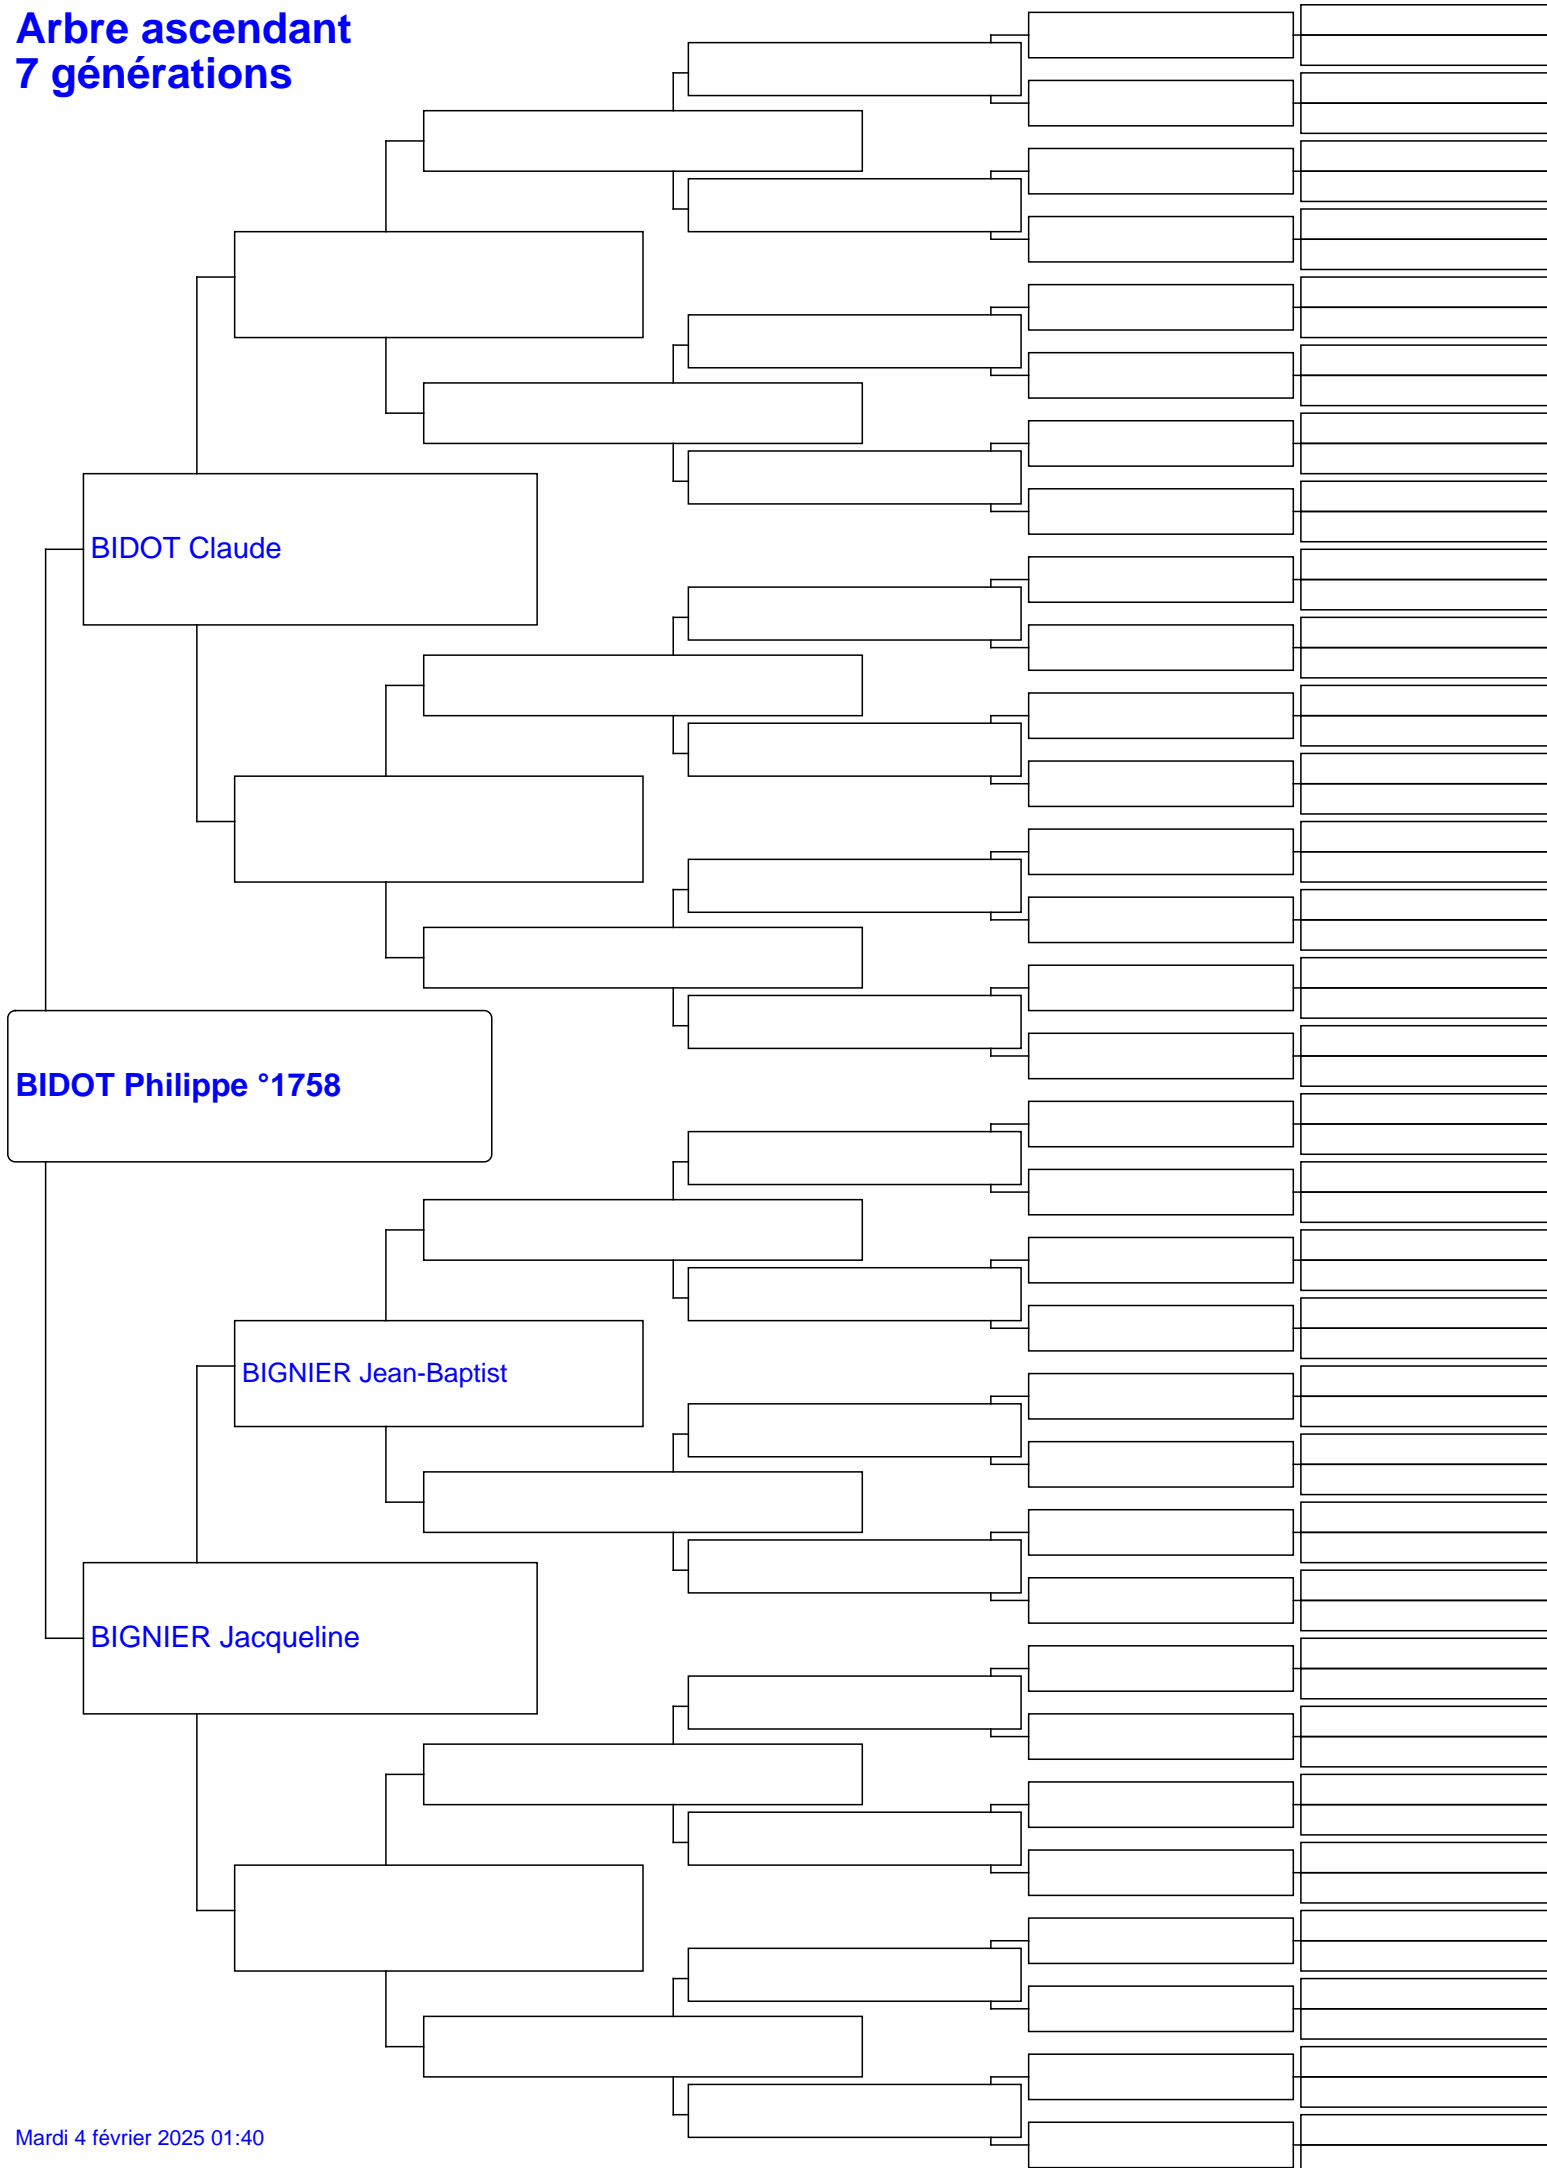 Arbre ascendant
7 générations
BIDOT Claude
BIDOT Philippe °1758
BIGNIER Jean-Baptist
BIGNIER Jacqueline
Mardi 4 février 2025 01:40